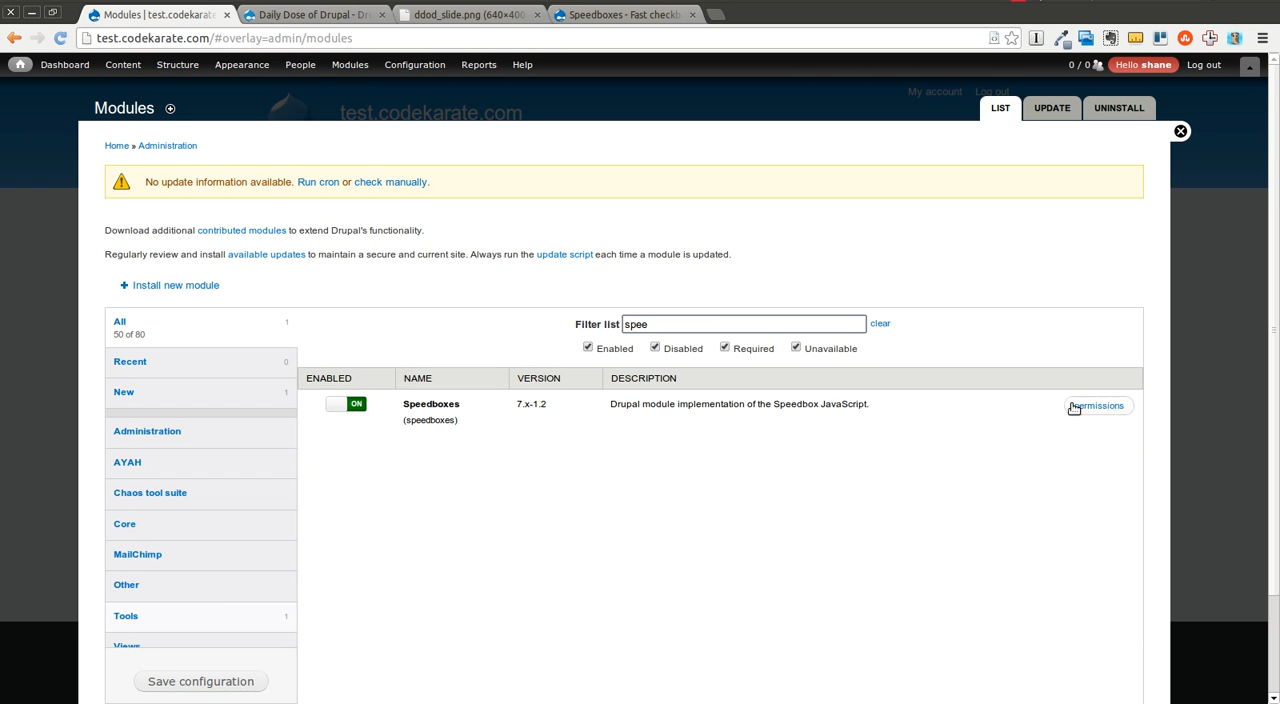 Modules | test.codekarate
Daily Dose of Drupal - Dr
ddod_slide.png (640×400
Speedboxes - Fast checkb
test.codekarate.com/#overlay=admin/modules
Dashboard Content Structure Appearance People Modules Configuration Reports Help
0 / 0 Hello shane Log out
My account Log out
Modules
test.codekarate.com
LIST UPDATE UNINSTALL
Home » Administration
No update information available. Run cron or check manually.
Download additional contributed modules to extend Drupal's functionality.
Regularly review and install available updates to maintain a secure and current site. Always run the update script each time a module is updated.
Install new module
All 1
50 of 80
Recent 0
New 1
Administration
AYAH
Chaos tool suite
Core
MailChimp
Other
Tools 1
Views
Save configuration
Filter list spee clear
Enabled Disabled Required Unavailable
ENABLED NAME VERSION DESCRIPTION
ON Speedboxes 7.x-1.2 Drupal module implementation of the Speedbox JavaScript.
(speedboxes)